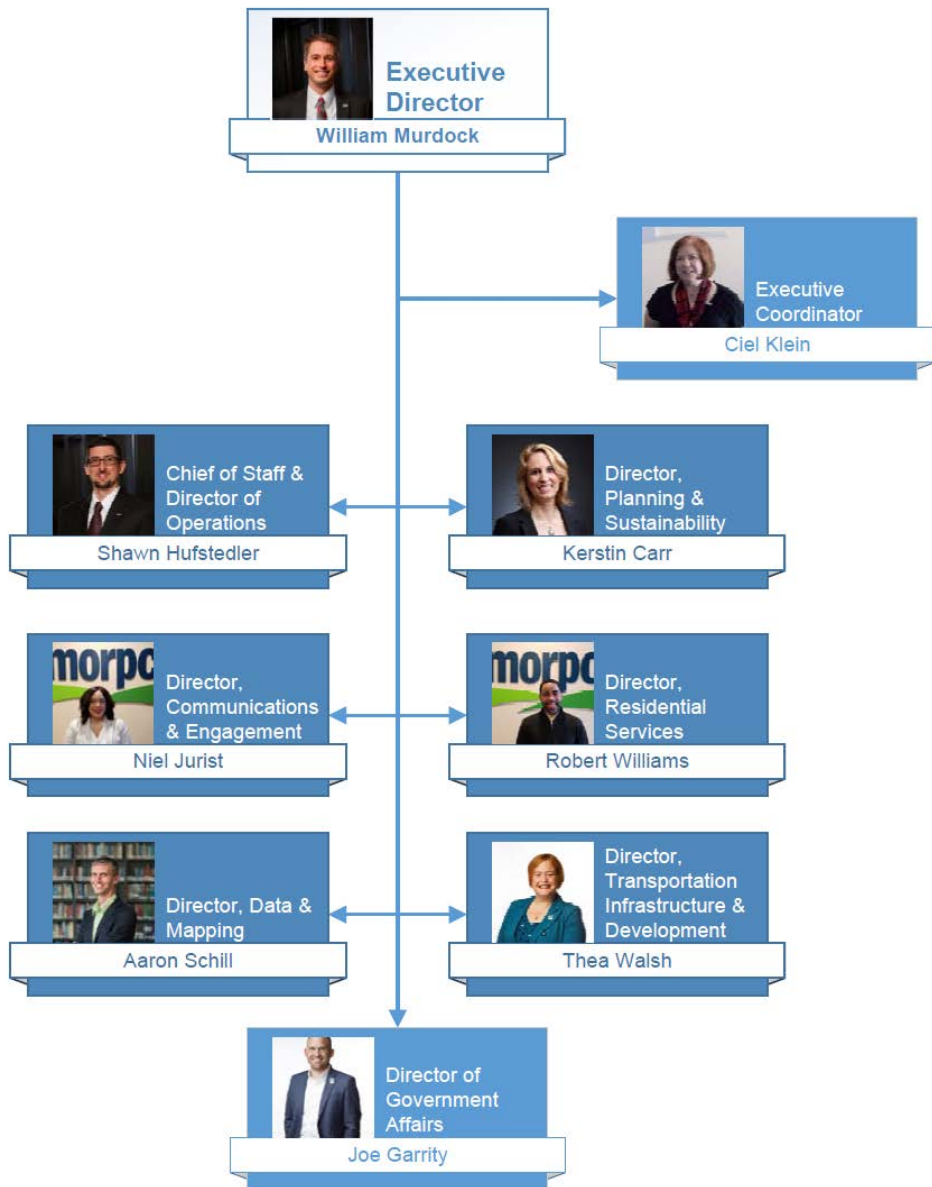 Executive
Director
William Murdock
Executive
Coordinator
Ciel Klein
Chief of Staff &
Director of
Operations
Shawn Hufstedler
Director,
Planning &
Sustainability
Kerstin Carr
morpc
Director,
Communications
& Engagement
Niel Jurist
morpc
Director,
Residential
Services
Robert Williams
Director, Data &
Mapping
Aaron Schill
Director,
Transportation
Infrastructure &
Development
Thea Walsh
Director of
Government
Affairs
Joe Garrity